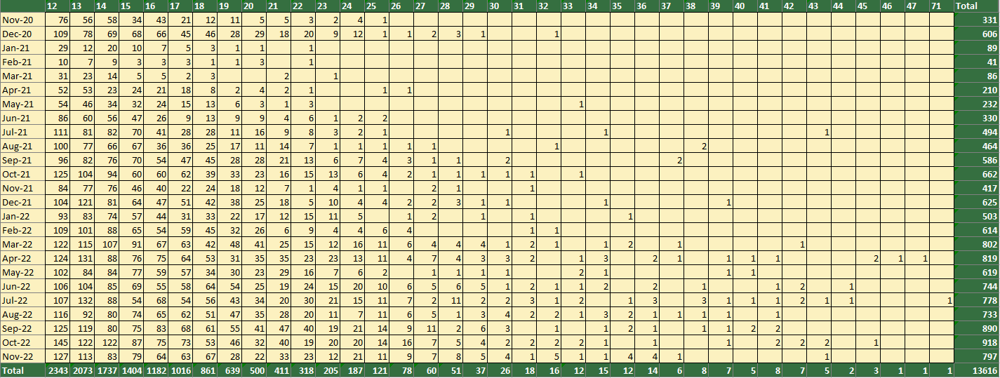 12 13 14 15 16 17 18 19 20 21 22 23 24 25 26 27 28 29 30 31 32 33 34 35 36 37 38 39 40 41 42 43 44 45 46 47 71 Total
Nov-20 76 56 58 34 43 21 12 11 5 5 3 2 4 1 331
Dec-20 109 78 69 68 66 45 46 28 29 18 20 9 12 1 1 2 3 1 1 606
Jan-21 29 12 20 10 7 5 3 1 1 1 89
Feb-21 10 7 9 3 3 3 1 1 3 1 41
Mar-21 31 23 14 5 5 2 3 2 1 86
Apr-21 52 53 23 24 21 18 8 2 4 2 1 1 1 210
May-21 54 46 34 32 24 15 13 6 3 1 3 1 232
Jun-21 86 60 56 47 26 9 13 9 9 4 6 1 2 2 330
Jul-21 111 81 82 70 41 28 28 11 16 9 8 3 2 1 1 1 1 494
Aug-21 100 77 66 67 36 36 25 17 11 14 7 1 1 1 1 1 1 2 464
Sep-21 96 82 76 70 54 47 45 28 28 21 13 6 7 4 3 1 1 2 2 586
Oct-21 125 104 94 60 60 62 39 33 23 16 15 13 6 4 2 1 1 1 1 1 1 662
Nov-21 84 77 76 46 40 22 24 18 12 7 1 4 1 1 2 1 1 417
Dec-21 104 121 81 64 47 51 42 38 25 18 5 10 4 4 2 2 3 1 1 1 1 625
Jan-22 93 83 74 57 44 31 33 22 17 12 15 11 5 1 2 1 1 1 503
Feb-22 109 101 88 65 54 59 45 32 26 6 9 4 4 6 4 1 1 614
Mar-22 122 115 107 91 67 63 42 48 41 25 15 12 16 11 6 4 4 4 1 2 1 1 2 1 1 802
Apr-22 124 131 88 76 75 64 53 31 35 35 23 23 13 11 4 7 4 3 3 2 1 3 2 1 1 1 1 2 1 1 819
May-22 102 84 84 77 59 57 34 30 23 29 16 7 6 2 1 1 1 1 2 1 1 1 619
Jun-22 106 104 85 69 55 58 64 54 25 19 24 15 20 10 6 5 6 5 1 2 1 1 2 2 1 1 2 1 744
Jul-22 107 132 88 54 68 54 56 43 34 20 30 21 15 11 7 2 11 2 2 3 1 2 1 3 3 1 1 1 2 1 1 1 778
Aug-22 116 92 80 74 65 62 51 47 35 28 20 11 7 11 6 5 1 3 4 2 2 1 3 2 1 1 1 1 1 733
Sep-22 125 119 80 75 83 68 61 55 41 47 40 19 21 14 9 11 2 6 3 1 1 2 1 1 1 2 2 890
Oct-22 145 122 122 87 75 73 53 46 32 40 19 20 20 14 16 7 5 4 2 2 2 2 1 1 1 2 2 2 1 918
Nov-22 127 113 83 79 64 63 67 28 22 33 23 12 21 11 9 7 8 5 4 1 5 1 1 4 4 1 1 797
Total 2343 2073 1737 1404 1182 1016 861 639 500 411 318 205 187 121 78 60 51 37 26 18 16 12 15 12 14 6 8 7 5 8 7 5 2 3 1 1 1 13616